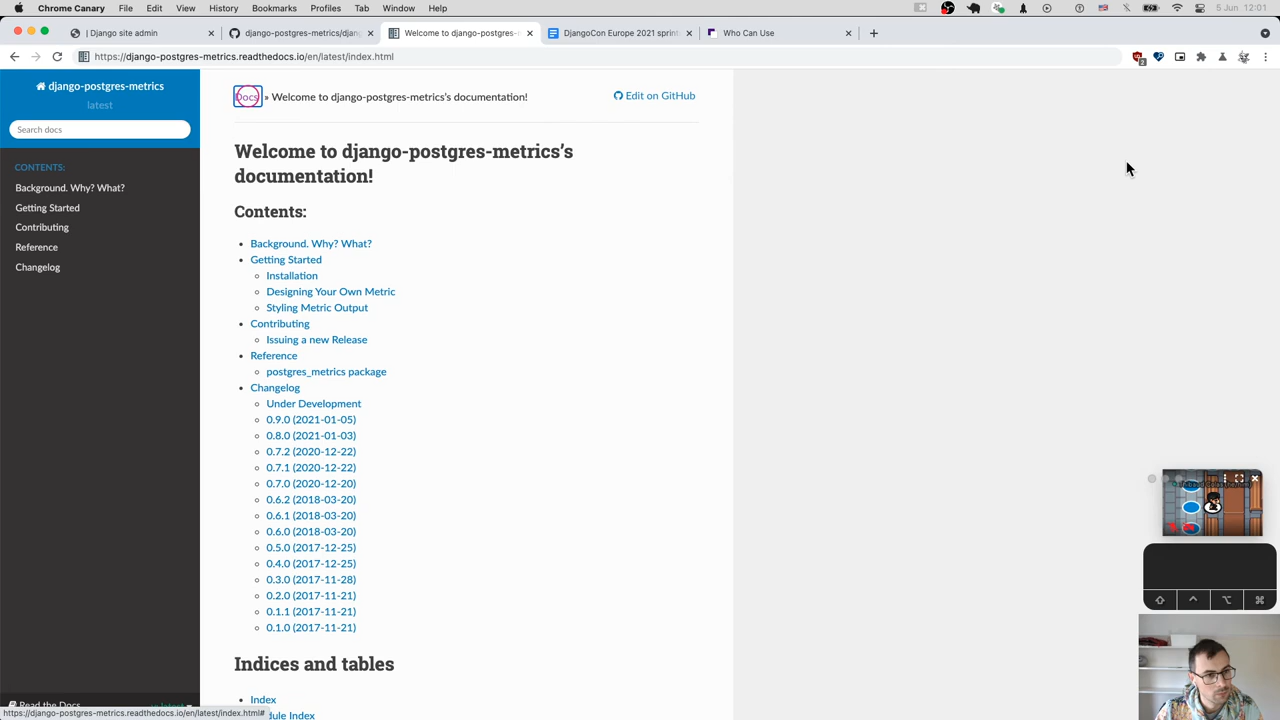 Chrome Canary File Edit View History Bookmarks Profiles Tab Window Help 5 Jun 12:01
| Django site admin
django-postgres-metrics/djan
Welcome to django-postgres-
DjangoCon Europe 2021 sprint
Who Can Use
https://django-postgres-metrics.readthedocs.io/en/latest/index.html
django-postgres-metrics
latest
Search docs
CONTENTS:
Background. Why? What?
Getting Started
Contributing
Reference
Changelog
Docs » Welcome to django-postgres-metrics's documentation!
Edit on GitHub
Welcome to django-postgres-metrics's
documentation!
Contents:
Background. Why? What?
Getting Started
Installation
Designing Your Own Metric
Styling Metric Output
Contributing
Issuing a new Release
Reference
postgres_metrics package
Changelog
Under Development
0.9.0 (2021-01-05)
0.8.0 (2021-01-03)
0.7.2 (2020-12-22)
0.7.1 (2020-12-22)
0.7.0 (2020-12-20)
0.6.2 (2018-03-20)
0.6.1 (2018-03-20)
0.6.0 (2018-03-20)
0.5.0 (2017-12-25)
0.4.0 (2017-12-25)
0.3.0 (2017-11-28)
0.2.0 (2017-11-21)
0.1.1 (2017-11-21)
0.1.0 (2017-11-21)
Indices and tables
Index
Module Index
Read the Docs
https://django-postgres-metrics.readthedocs.io/en/latest/index.html#